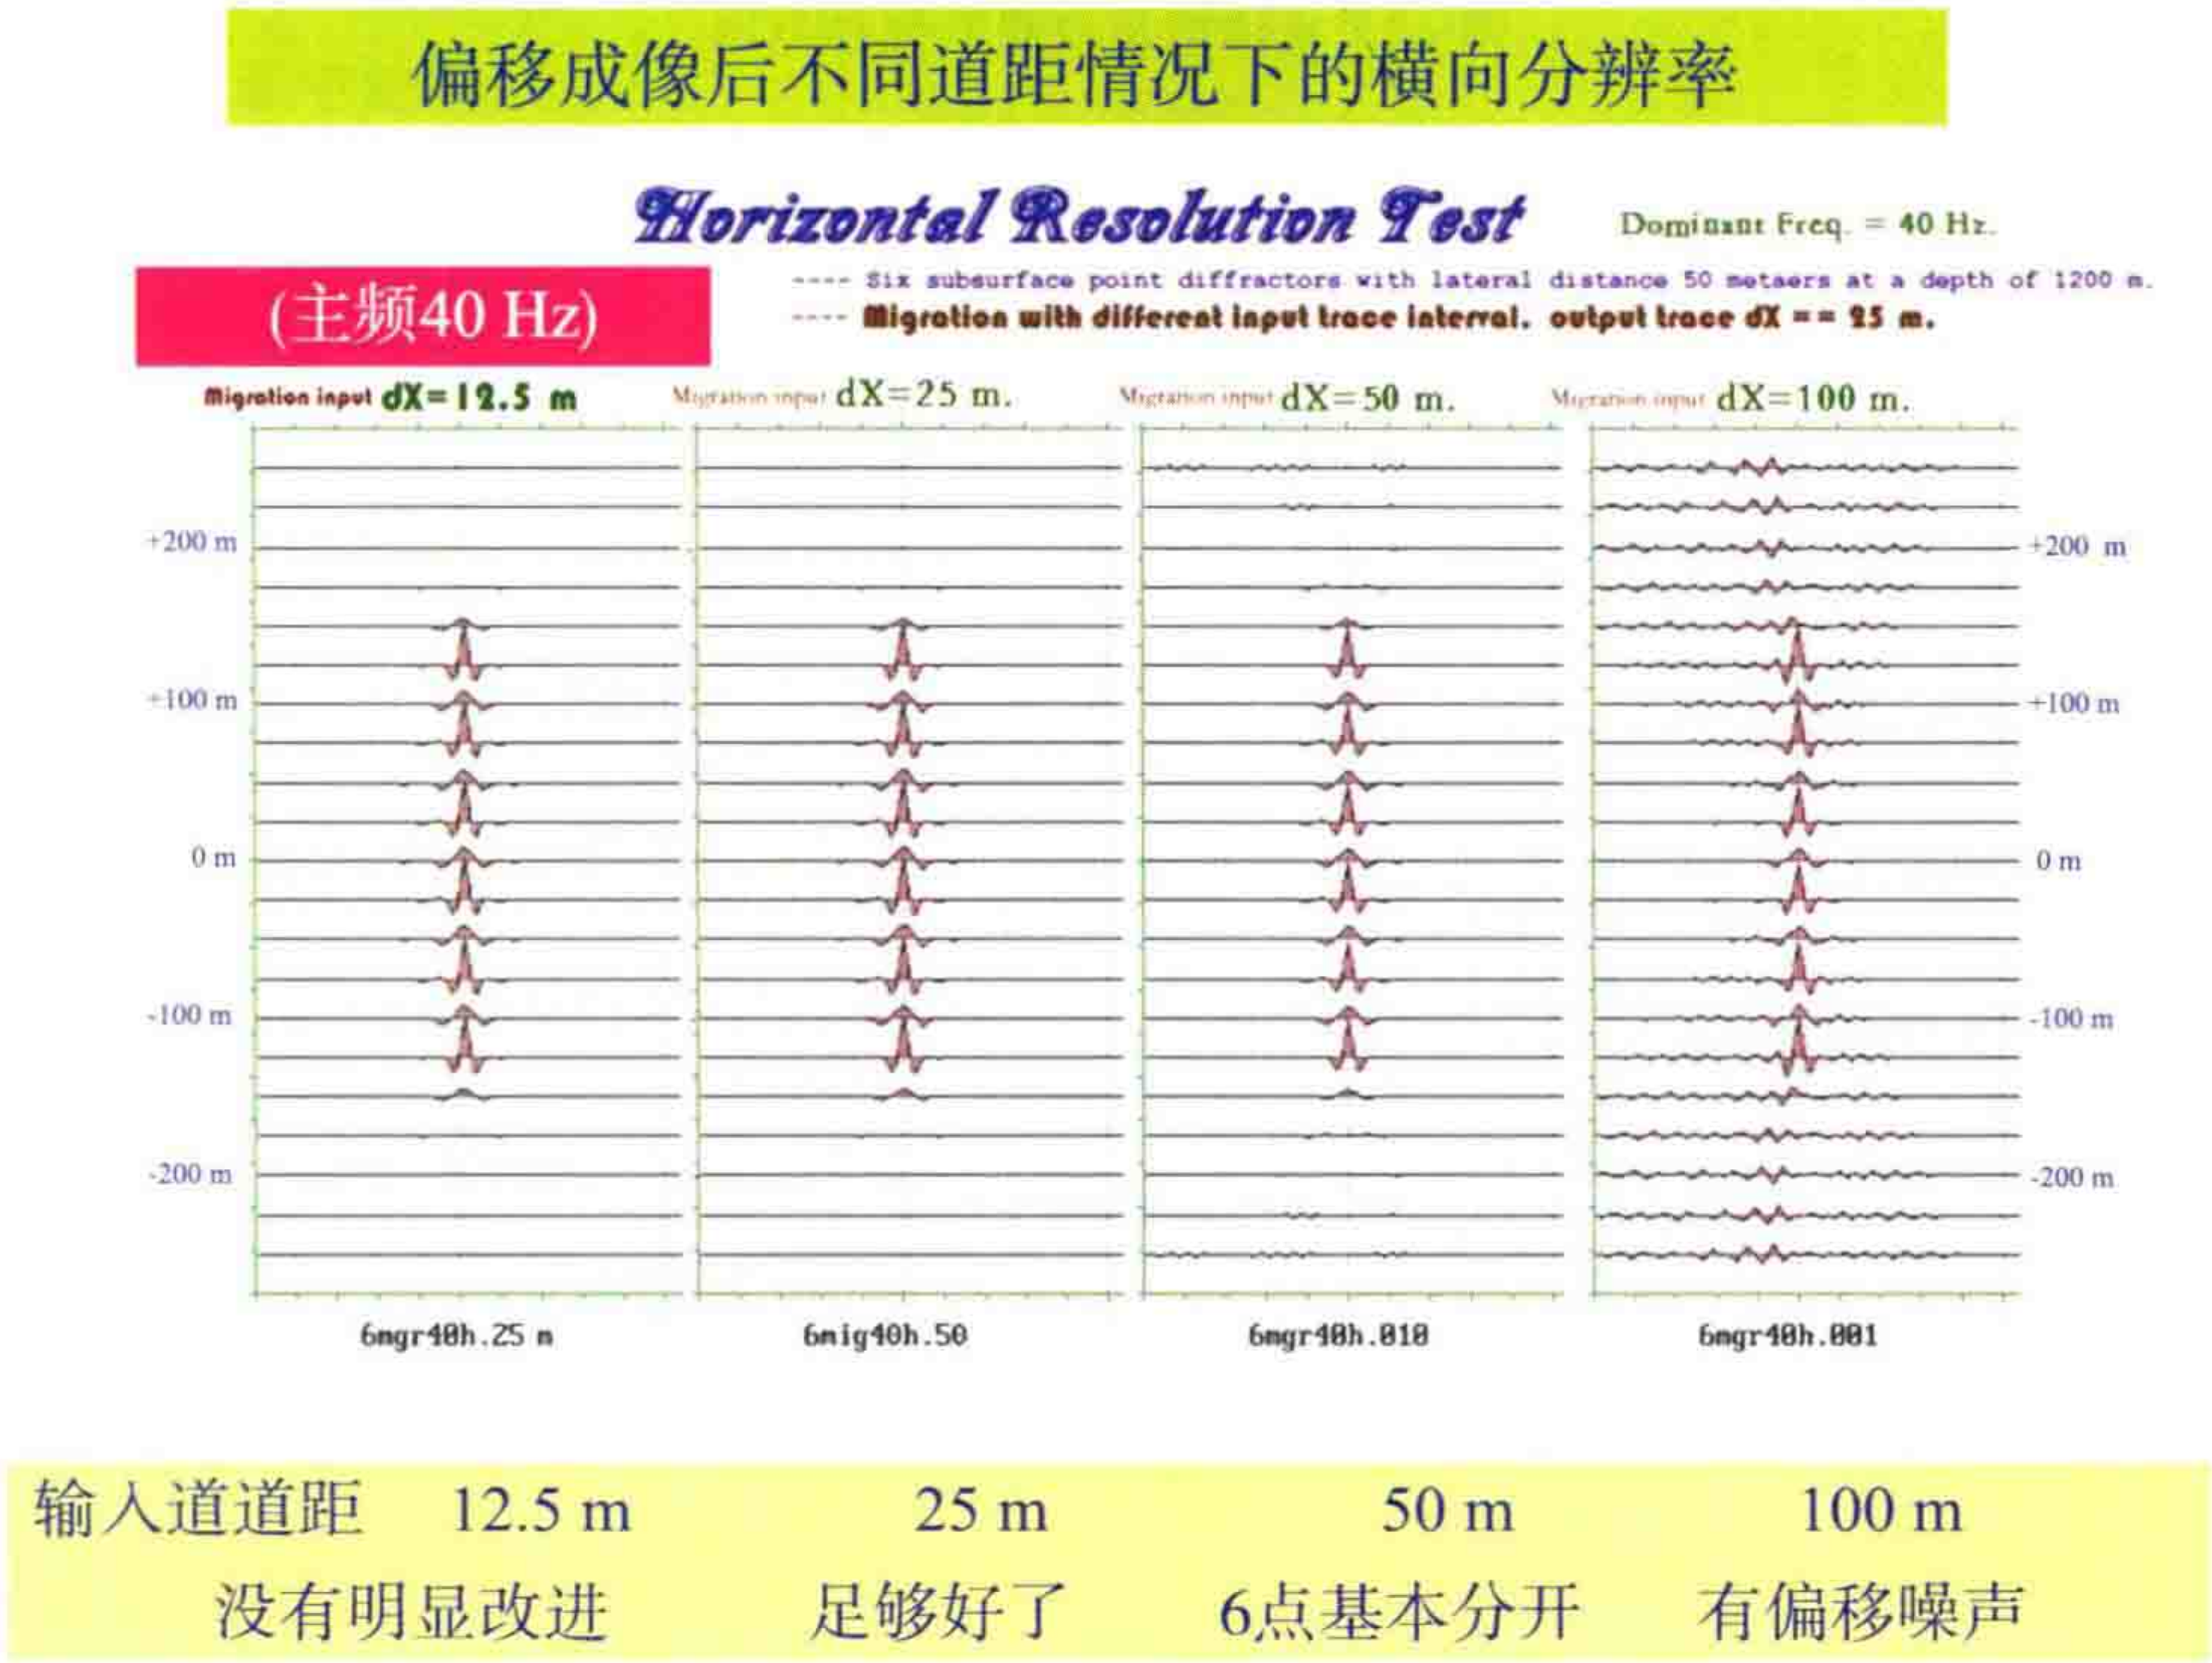 偏移成像后不同道距情况下的横向分辨率
Horizontal Resolution Test
Dominant Freq. = 40 Hz.
(主频40 Hz)
---- Six subsurface point diffractors with lateral distance 50 metaers at a depth of 1200 m.
---- Migration with different input trace interval. output trace dX == 25 m.
Migration input dX=12.5 m
Migration input dX=25 m.
Migration input dX=50 m.
Migration input dX=100 m.
+200 m
+200 m
+100 m
+100 m
0 m
0 m
-100 m
-100 m
-200 m
-200 m
6mgr40h.25 m
6mig40h.50
6mgr40h.010
6mgr40h.001
输入道道距 12.5 m 25 m 50 m 100 m
没有明显改进 足够好了 6点基本分开 有偏移噪声